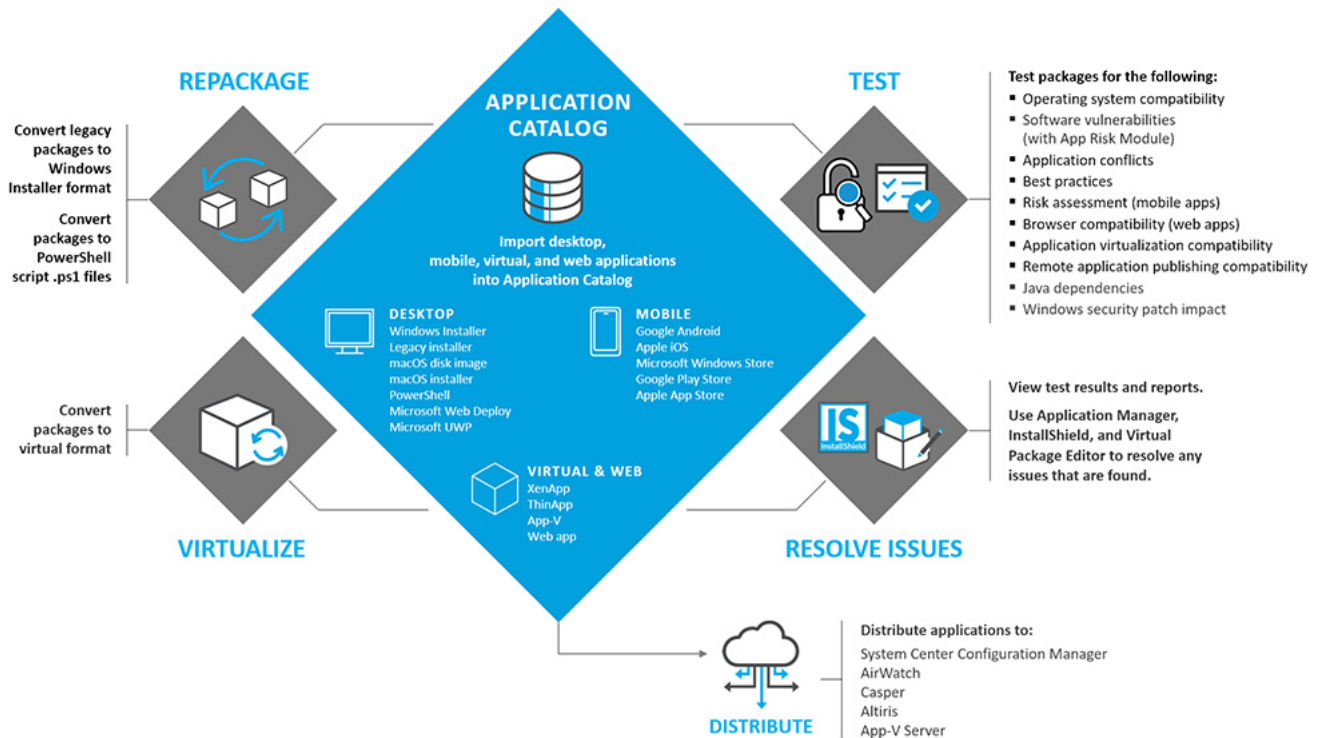 REPACKAGE
Convert legacy
packages to
Windows
Installer format
Convert
packages to
PowerShell
script .ps1 files
APPLICATION
CATALOG
Import desktop,
mobile, virtual, and web applications
into Application Catalog
DESKTOP
Windows Installer
Legacy installer
macOS disk image
macOS installer
PowerShell
Microsoft Web Deploy
Microsoft UWP
MOBILE
Google Android
Apple iOS
Microsoft Windows Store
Google Play Store
Apple App Store
VIRTUAL & WEB
XenApp
ThinApp
App-V
Web app
TEST
Test packages for the following:
▪ Operating system compatibility
▪ Software vulnerabilities
(with App Risk Module)
▪ Application conflicts
▪ Best practices
▪ Risk assessment (mobile apps)
▪ Browser compatibility (web apps)
▪ Application virtualization compatibility
▪ Remote application publishing compatibility
▪ Java dependencies
▪ Windows security patch impact
Convert
packages to
virtual format
VIRTUALIZE
IS
InstallShield
View test results and reports.
Use Application Manager,
InstallShield, and Virtual
Package Editor to resolve any
issues that are found.
RESOLVE ISSUES
DISTRIBUTE
Distribute applications to:
System Center Configuration Manager
AirWatch
Casper
Altiris
App-V Server